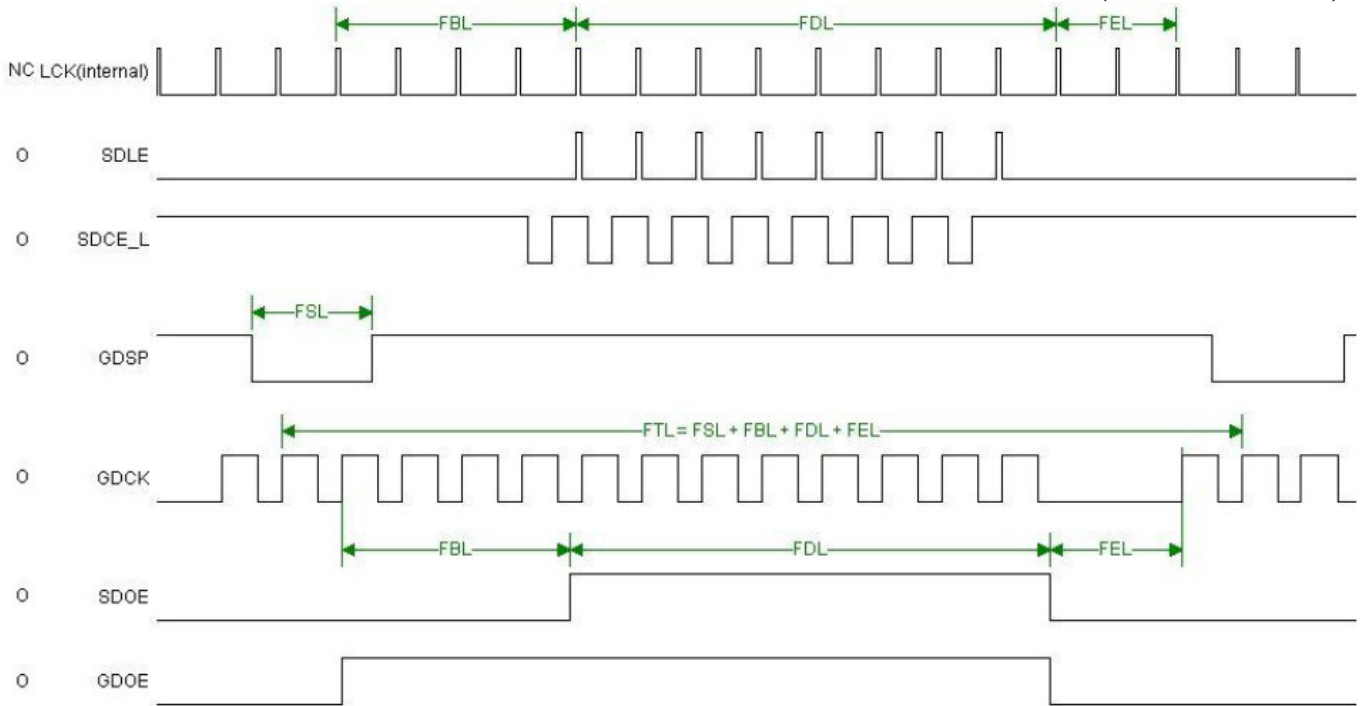 FBL FDL FEL
NC LCK(internal)
O SDLE
O SDCE_L
FSL
O GDSP
FTL = FSL + FBL + FDL + FEL
O GDCK
FBL FDL FEL
O SDOE
O GDOE